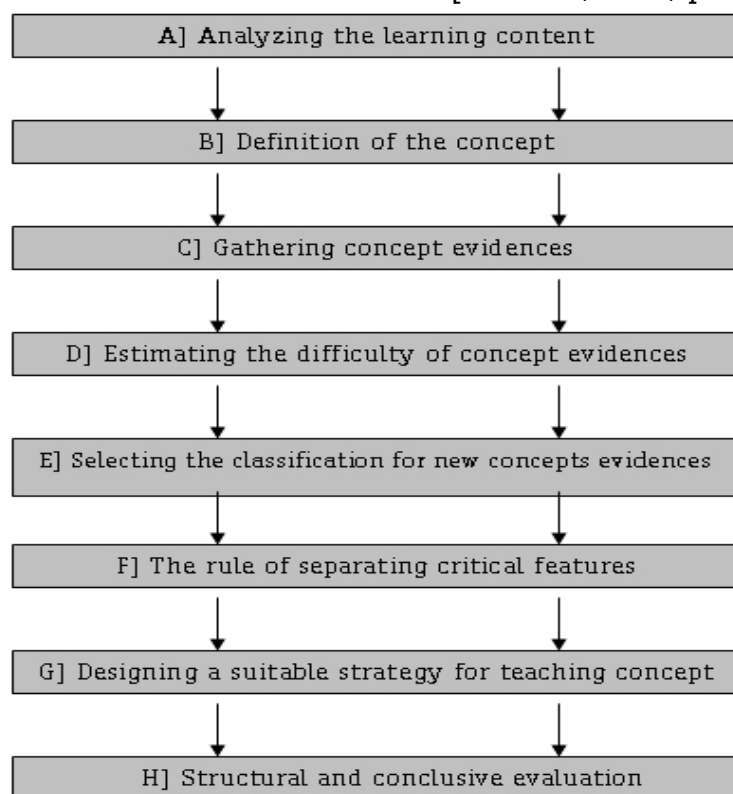 A] Analyzing the learning content
B] Definition of the concept
C] Gathering concept evidences
D] Estimating the difficulty of concept evidences
E] Selecting the classification for new concepts evidences
F] The rule of separating critical features
G] Designing a suitable strategy for teaching concept
H] Structural and conclusive evaluation